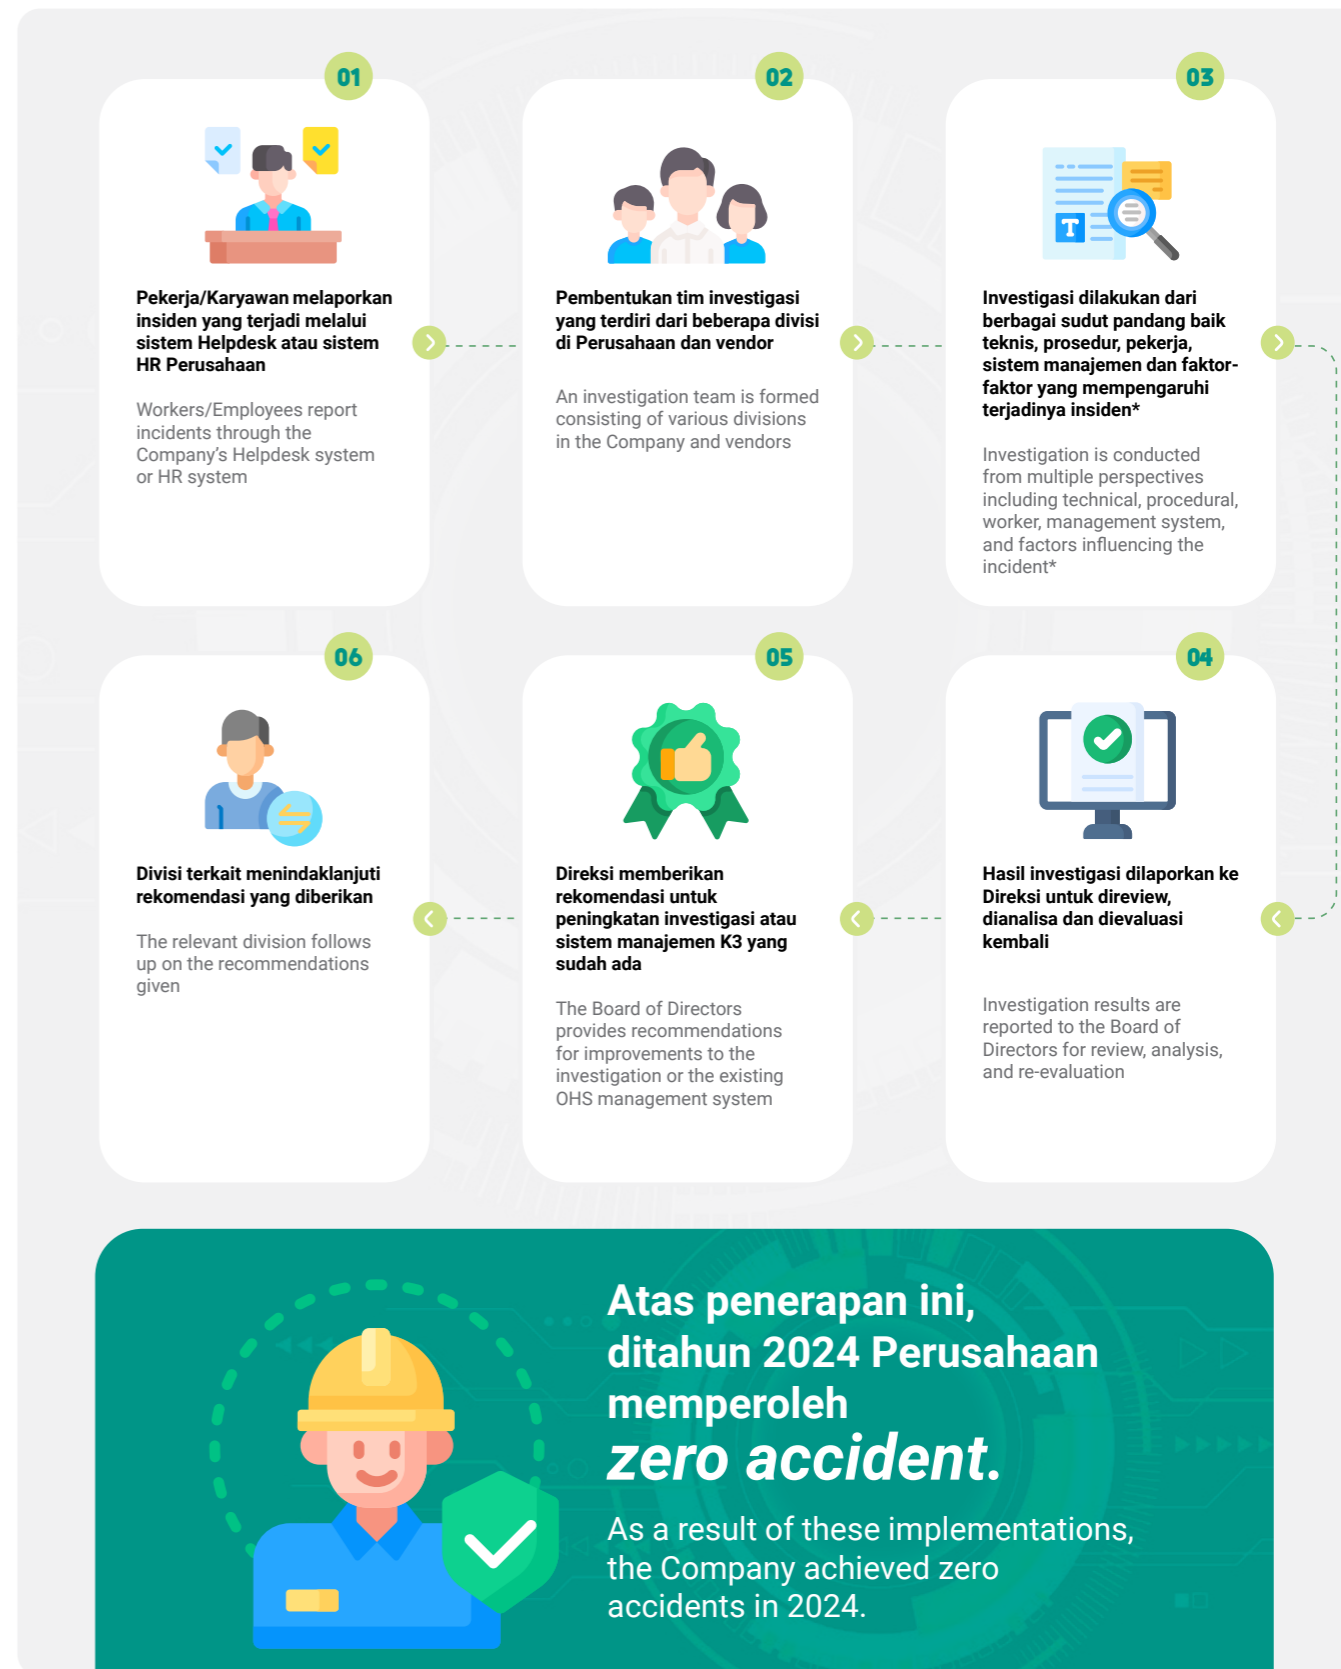 01
Pekerja/Karyawan melaporkan
insiden yang terjadi melalui
sistem Helpdesk atau sistem
HR Perusahaan
Workers/Employees report
incidents through the
Company's Helpdesk system
or HR system
02
Pembentukan tim investigasi
yang terdiri dari beberapa divisi
di Perusahaan dan vendor
An investigation team is formed
consisting of various divisions
in the Company and vendors
03
T
Investigasi dilakukan dari
berbagai sudut pandang baik
teknis, prosedur, pekerja,
sistem manajemen dan faktor-
faktor yang mempengaruhi
terjadinya insiden*
Investigation is conducted
from multiple perspectives
including technical, procedural,
worker, management system,
and factors influencing the
incident*
04
Hasil investigasi dilaporkan ke
Direksi untuk direview,
dianalisa dan dievaluasi
kembali
Investigation results are
reported to the Board of
Directors for review, analysis,
and re-evaluation
05
Direksi memberikan
rekomendasi untuk
peningkatan investigasi atau
sistem manajemen K3 yang
sudah ada
The Board of Directors
provides recommendations
for improvements to the
investigation or the existing
OHS management system
06
Divisi terkait menindaklanjuti
rekomendasi yang diberikan
The relevant division follows
up on the recommendations
given
Atas penerapan ini,
ditahun 2024 Perusahaan
memperoleh
zero accident.
As a result of these implementations,
the Company achieved zero
accidents in 2024.